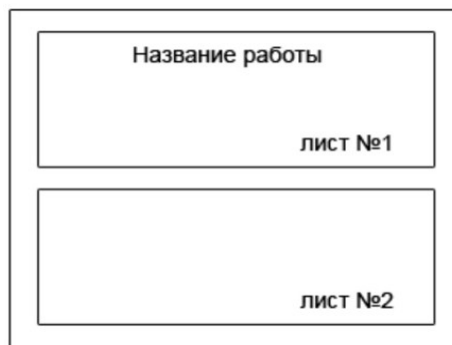 Название работы
лист №1
лист №2